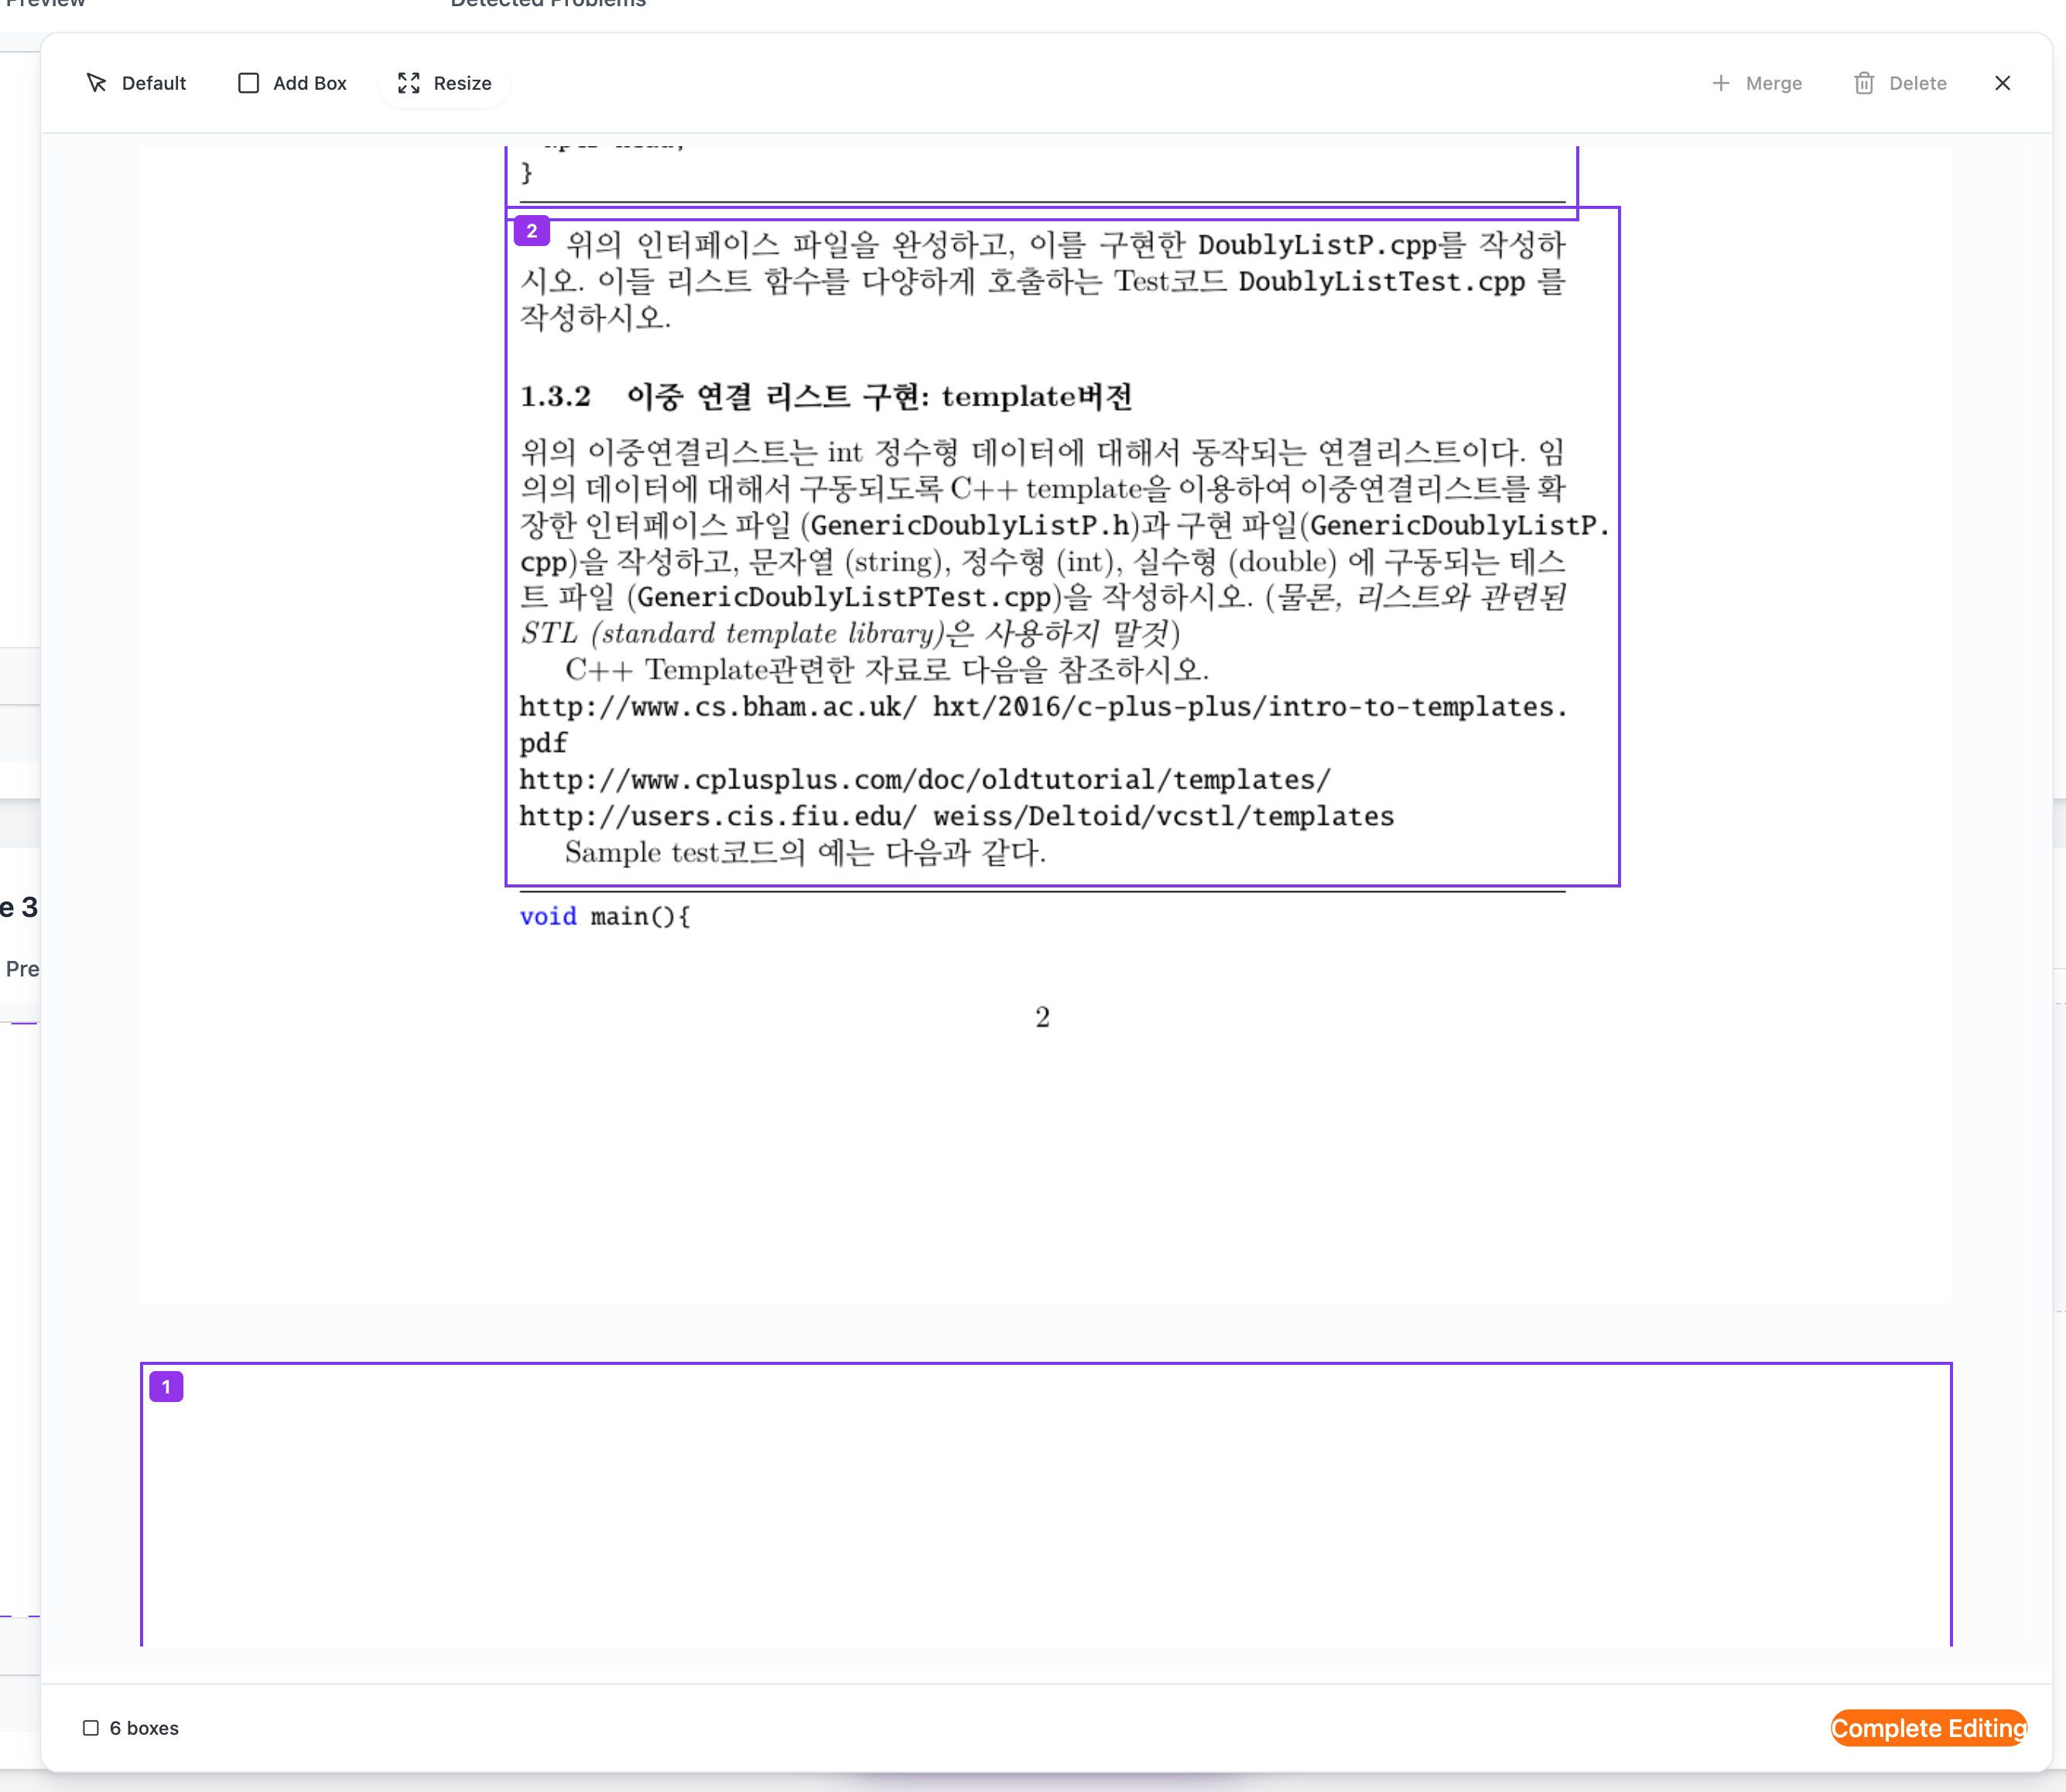 Preview
Detected Problems
Default
Add Box
Resize
Merge
Delete
}
2
위의 인터페이스 파일을 완성하고, 이를 구현한 DoublyListP.cpp를 작성하
시오. 이들 리스트 함수를 다양하게 호출하는 Test코드 DoublyListTest.cpp 를
작성하시오.
1.3.2 이중 연결 리스트 구현: template버전
위의 이중연결리스트는 int 정수형 데이터에 대해서 동작되는 연결리스트이다. 임
의의 데이터에 대해서 구동되도록 C++ template을 이용하여 이중연결리스트를 확
장한 인터페이스 파일 (GenericDoublyListP.h)과 구현 파일(GenericDoublyListP.
cpp)을 작성하고, 문자열 (string), 정수형 (int), 실수형 (double) 에 구동되는 테스
트 파일 (GenericDoublyListPTest.cpp)을 작성하시오. (물론, 리스트와 관련된
STL (standard template library)은 사용하지 말것)
C++ Template관련한 자료로 다음을 참조하시오.
http://www.cs.bham.ac.uk/ hxt/2016/c-plus-plus/intro-to-templates.
pdf
http://www.cplusplus.com/doc/oldtutorial/templates/
http://users.cis.fiu.edu/ weiss/Deltoid/vcstl/templates
Sample test코드의 예는 다음과 같다.
void main(){
2
e 3
Pre
1
6 boxes
Complete Editing